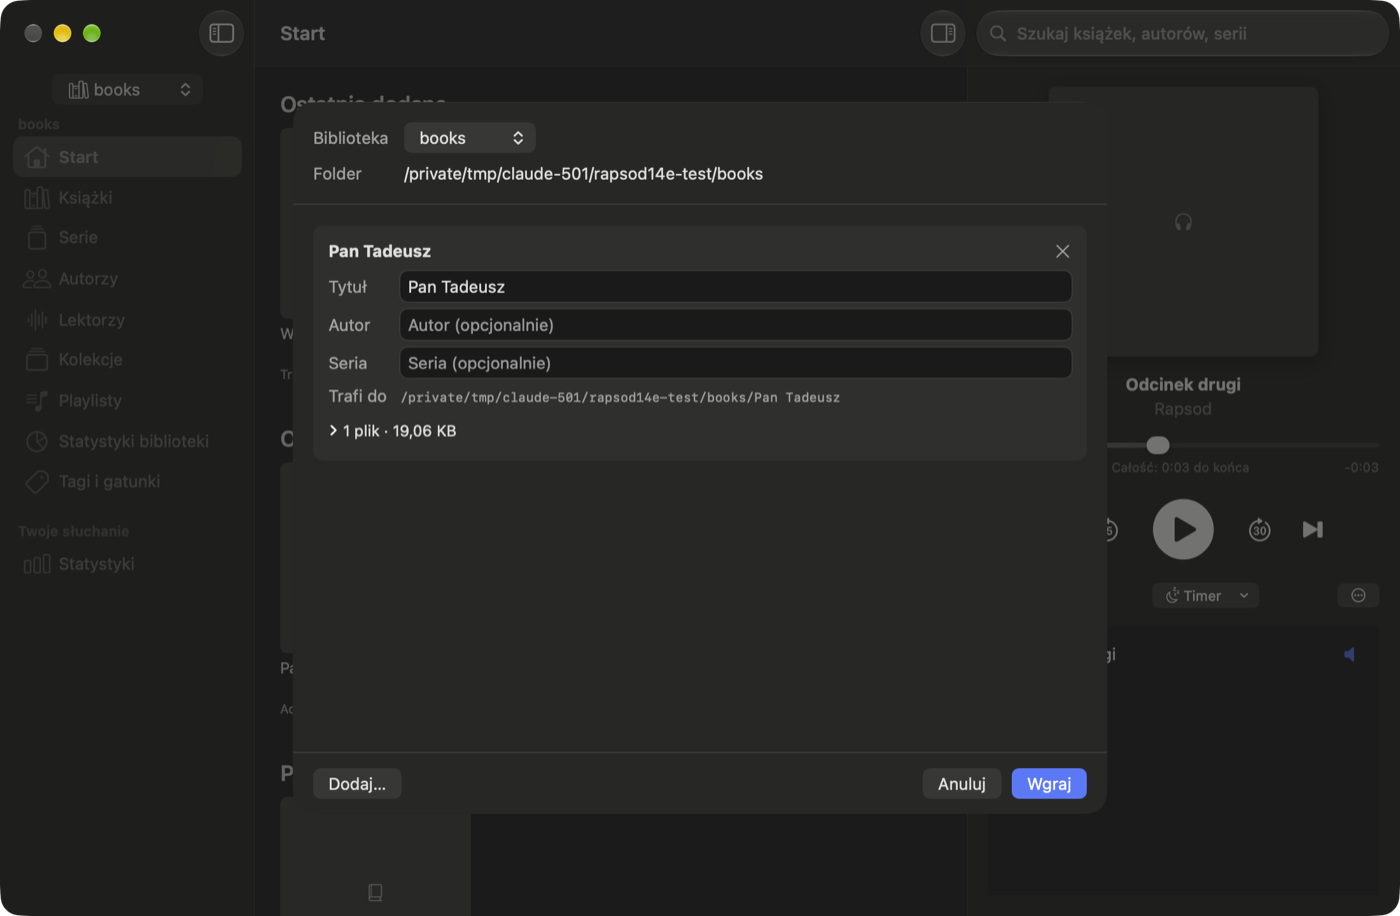 Start
Szukaj książek, autorów, serii
books
books
Start
Książki
Serie
Autorzy
Lektorzy
Kolekcje
Playlisty
Statystyki biblioteki
Tagi i gatunki
Twoje słuchanie
Statystyki
Biblioteka books
Folder /private/tmp/claude-501/rapsod14e-test/books
Pan Tadeusz
Tytuł Pan Tadeusz
Autor Autor (opcjonalnie)
Seria Seria (opcjonalnie)
Trafi do /private/tmp/claude-501/rapsod14e-test/books/Pan Tadeusz
1 plik · 19,06 KB
Dodaj...
Anuluj
Wgraj
Odcinek drugi
Rapsod
Całość: 0:03 do końca
-0:03
30
Timer